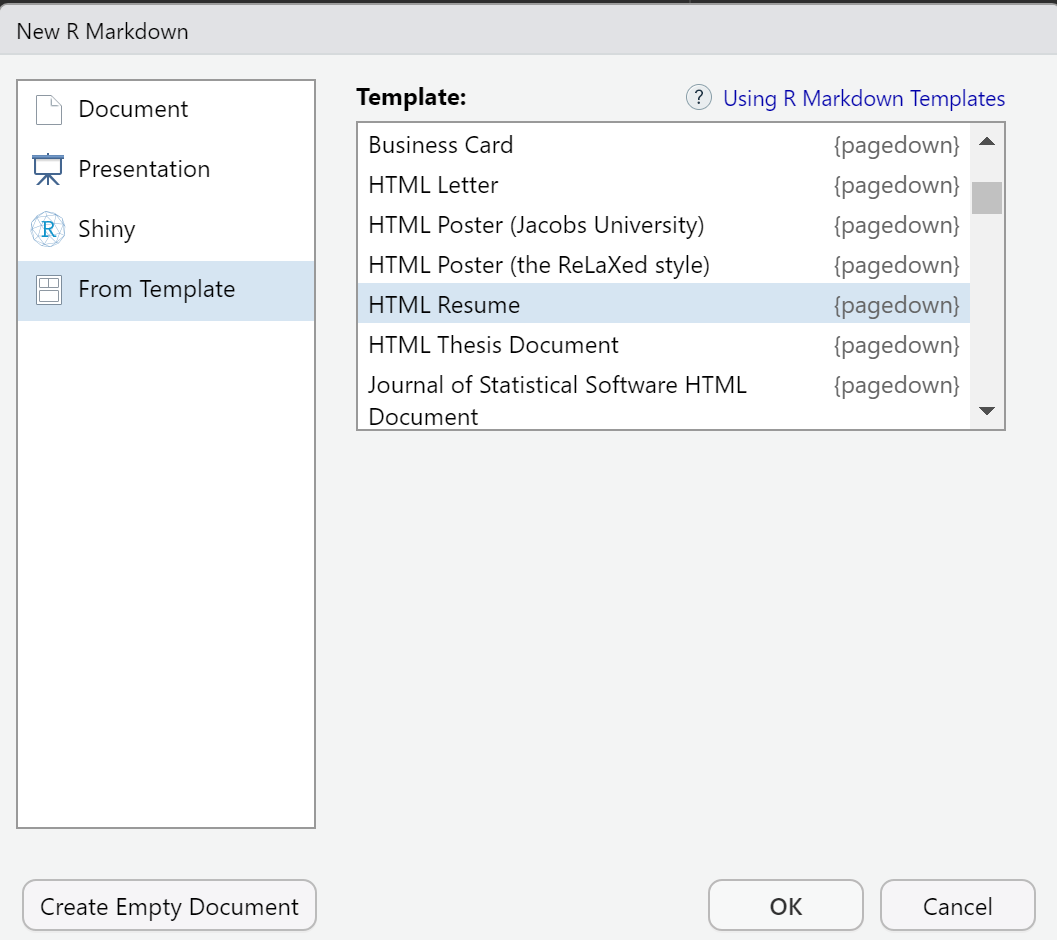 New R Markdown
Document
Presentation
R Shiny
From Template
Template:
? Using R Markdown Templates
Business Card {pagedown}
HTML Letter {pagedown}
HTML Poster (Jacobs University) {pagedown}
HTML Poster (the ReLaXed style) {pagedown}
HTML Resume {pagedown}
HTML Thesis Document {pagedown}
Journal of Statistical Software HTML {pagedown}
Document
Create Empty Document
OK
Cancel